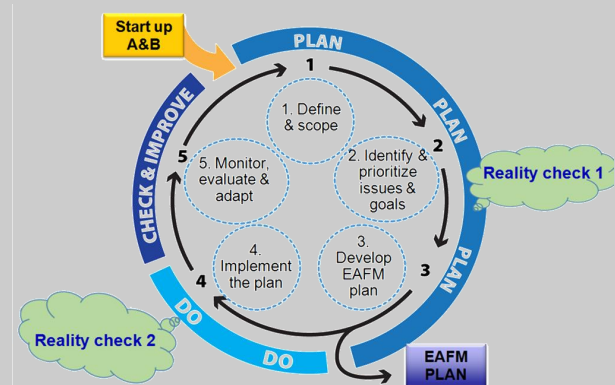 Start up
A&B
PLAN
1
1. Define
& scope
PLAN
2
2. Identify &
prioritize
issues &
goals
Reality check 1
PLAN
3
3.
Develop
EAFM
plan
EAFM
PLAN
DO
DO
4
4.
Implement
the plan
Reality check 2
CHECK & IMPROVE
5
5. Monitor,
evaluate &
adapt